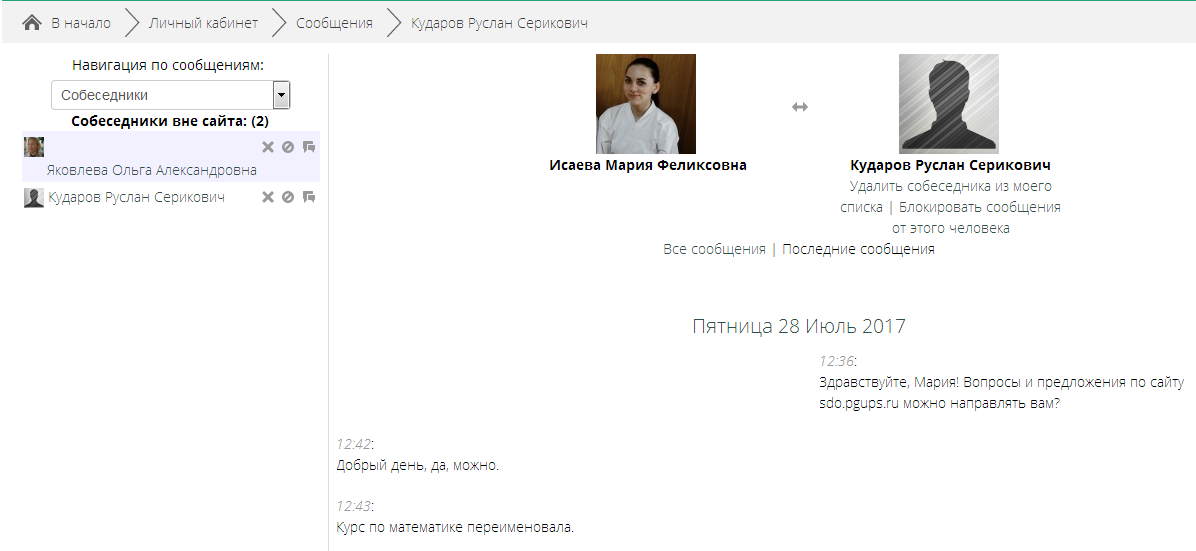 В начало Личный кабинет Сообщения Кударов Руслан Серикович
Навигация по сообщениям:
Собеседники
Собеседники вне сайта: (2)
Яковлева Ольга Александровна
Кударов Руслан Серикович
Исаева Мария Феликсовна
Кударов Руслан Серикович
Удалить собеседника из моего
списка | Блокировать сообщения
от этого человека
Все сообщения | Последние сообщения
Пятница 28 Июль 2017
12:36:
Здравствуйте, Мария! Вопросы и предложения по сайту
sdo.pgups.ru можно направлять вам?
12:42:
Добрый день, да, можно.
12:43:
Курс по математике переименовала.